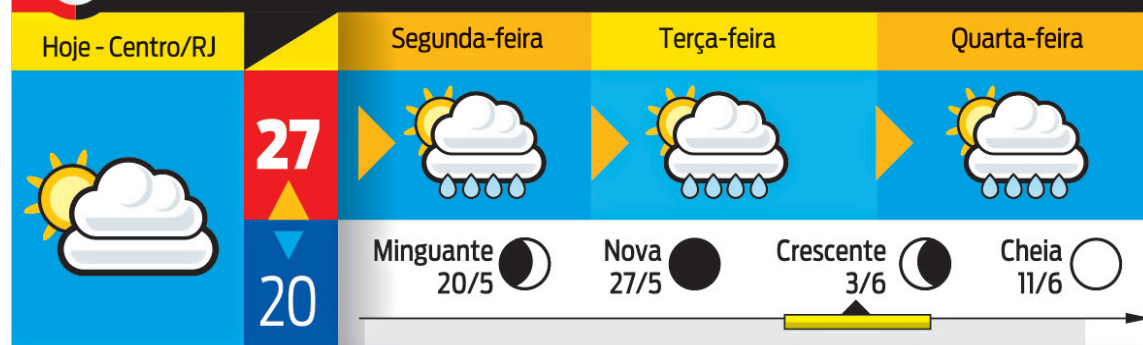 Hoje - Centro/RJ
Segunda-feira
Terça-feira
Quarta-feira
27
20
Minguante
20/5
Nova
27/5
Crescente
3/6
Cheia
11/6